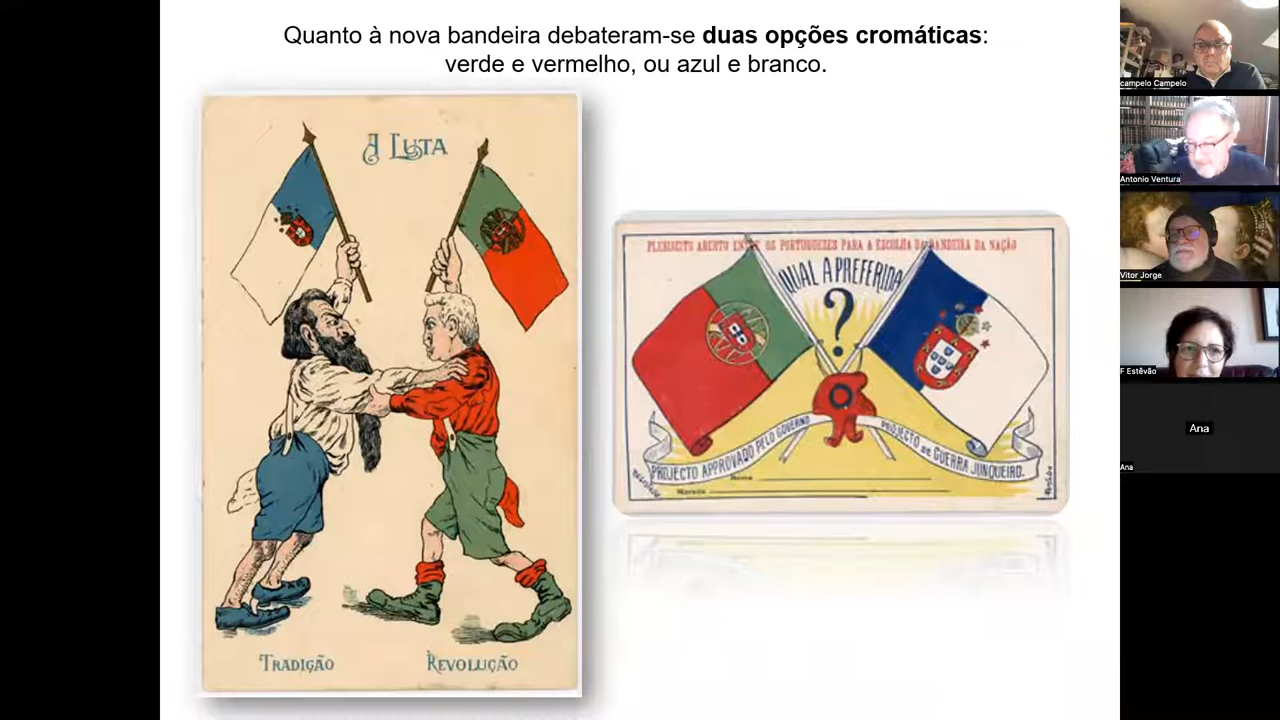 Quanto à nova bandeira debateram-se duas opções cromáticas:
verde e vermelho, ou azul e branco.
A LUTA
TRADIÇÃO
REVOLUÇÃO
PLEBISCITO ABERTO ENTRE OS PORTUGUEZES PARA A ESCOLHA DA BANDEIRA DA NAÇÃO
QUAL A PREFERIDA
?
PROJECTO APPROVADO PELO GOVERNO
PROJECTO DE GUERRA JUNQUEIRO.
Nome
Morada
campelo Campelo
Antonio Ventura
Vitor Jorge
F Estêvão
Ana
Ana